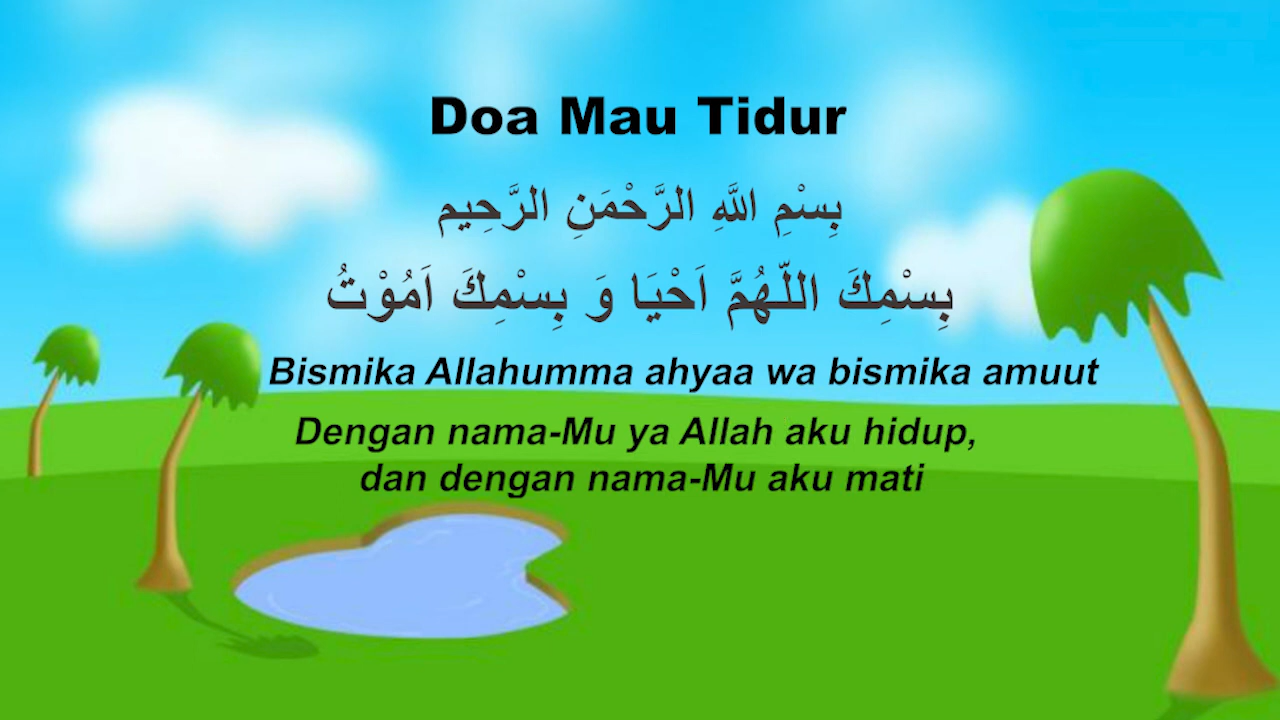 Doa Mau Tidur
بِسْمِ اللَّهِ الرَّحْمَنِ الرَّحِيم
بِسْمِكَ اللّهُمَّ اَحْيَا وَ بِسْمِكَ اَمُوْتُ
Bismika Allahumma ahyaa wa bismika amuut
Dengan nama-Mu ya Allah aku hidup,
dan dengan nama-Mu aku mati